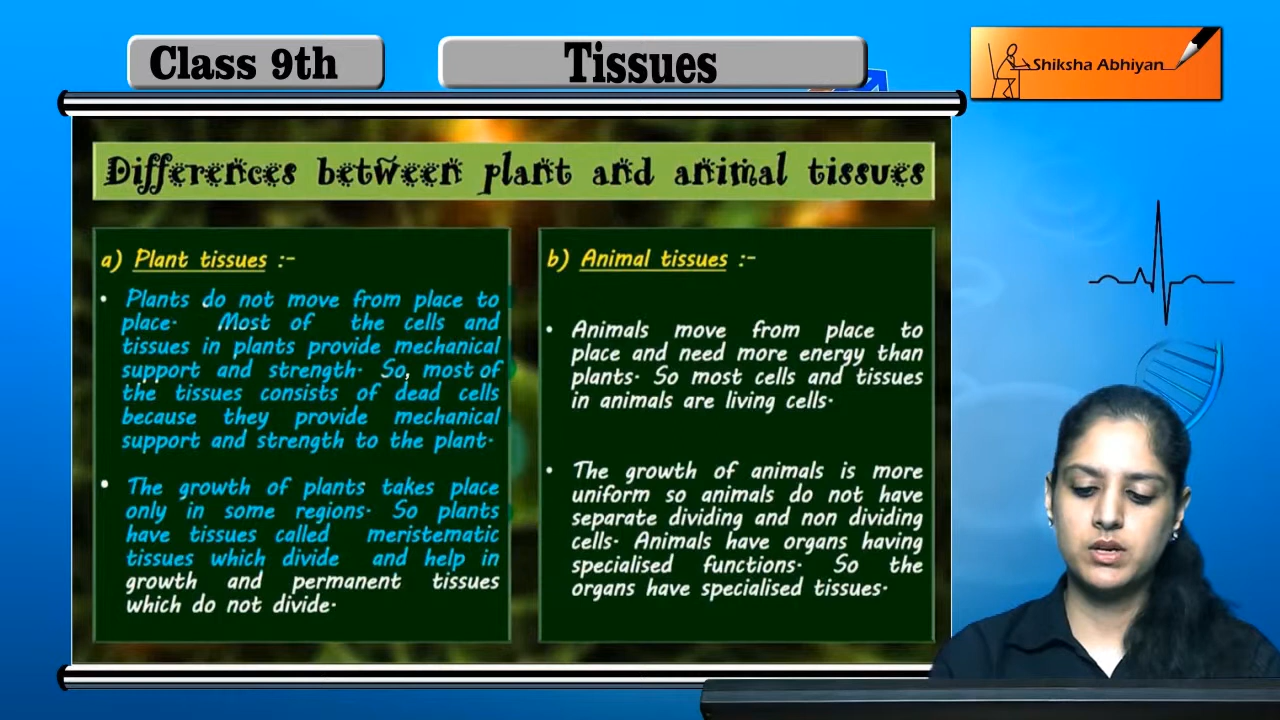 Class 9th
Tissues
Shiksha Abhiyan
Differences between plant and animal tissues
a) Plant tissues :-
• Plants do not move from place to
place. Most of the cells and
tissues in plants provide mechanical
support and strength. So, most of
the tissues consists of dead cells
because they provide mechanical
support and strength to the plant.
• The growth of plants takes place
only in some regions. So plants
have tissues called meristematic
tissues which divide and help in
growth and permanent tissues
which do not divide.
b) Animal tissues :-
• Animals move from place to
place and need more energy than
plants. So most cells and tissues
in animals are living cells.
• The growth of animals is more
uniform so animals do not have
separate dividing and non dividing
cells. Animals have organs having
specialised functions. So the
organs have specialised tissues.